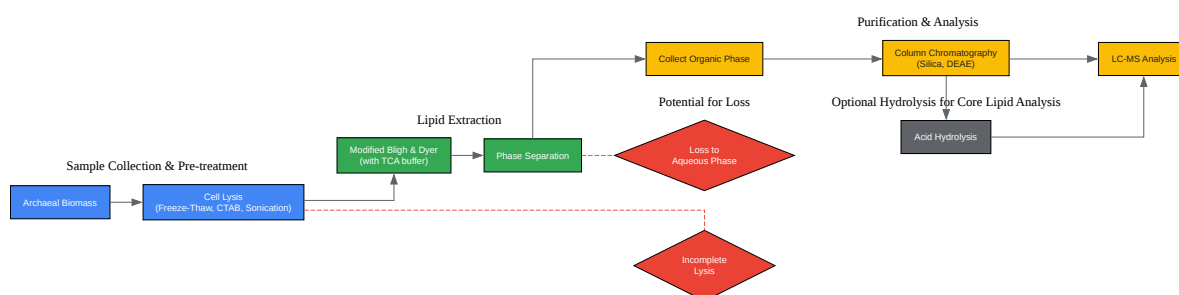 Purification & Analysis
Collect Organic Phase
Column Chromatography
(Silica, DEAE)
LC-MS Analysis
Potential for Loss
Optional Hydrolysis for Core Lipid Analysis
Lipid Extraction
Acid Hydrolysis
Modified Bligh & Dyer
(with TCA buffer)
Phase Separation
Loss to
Aqueous Phase
Sample Collection & Pre-treatment
Archaeal Biomass
Cell Lysis
(Freeze-Thaw, CTAB, Sonication)
Incomplete
Lysis